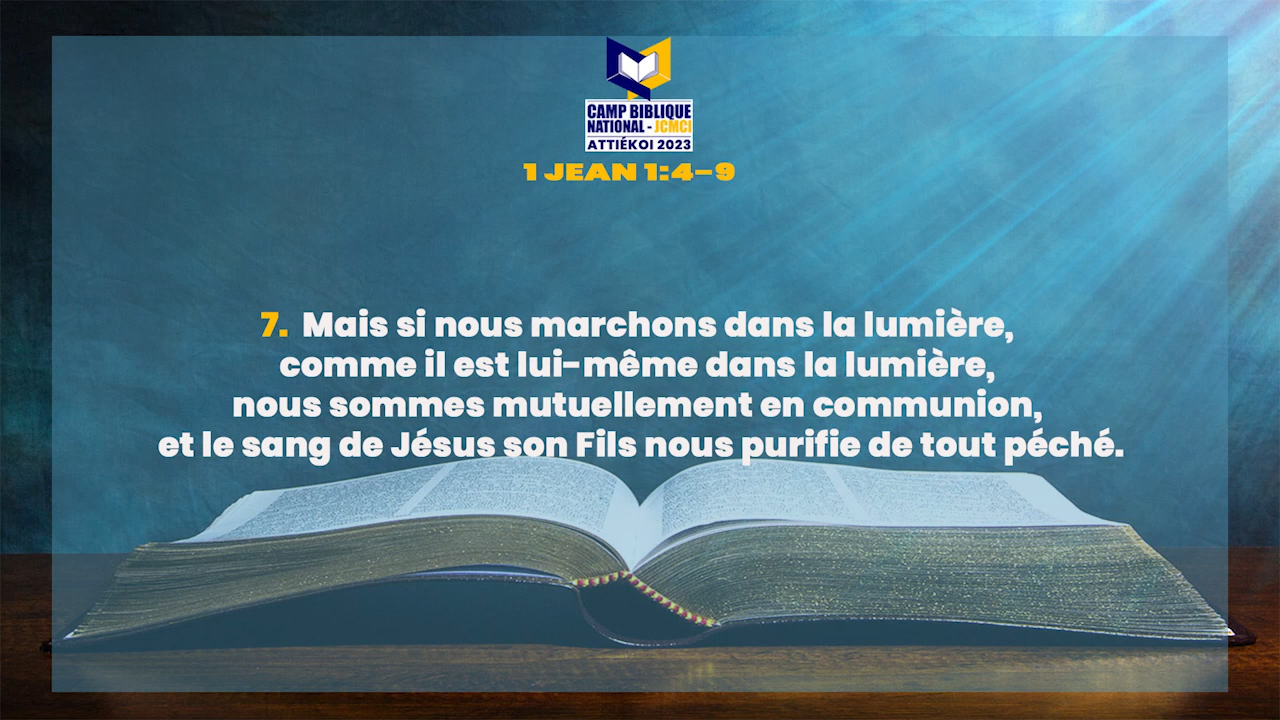 CAMP BIBLIQUE
NATIONAL - JCMCI
ATTIÉKOI 2023
1 JEAN 1:4-9
7. Mais si nous marchons dans la lumière,
comme il est lui-même dans la lumière,
nous sommes mutuellement en communion,
et le sang de Jésus son Fils nous purifie de tout péché.